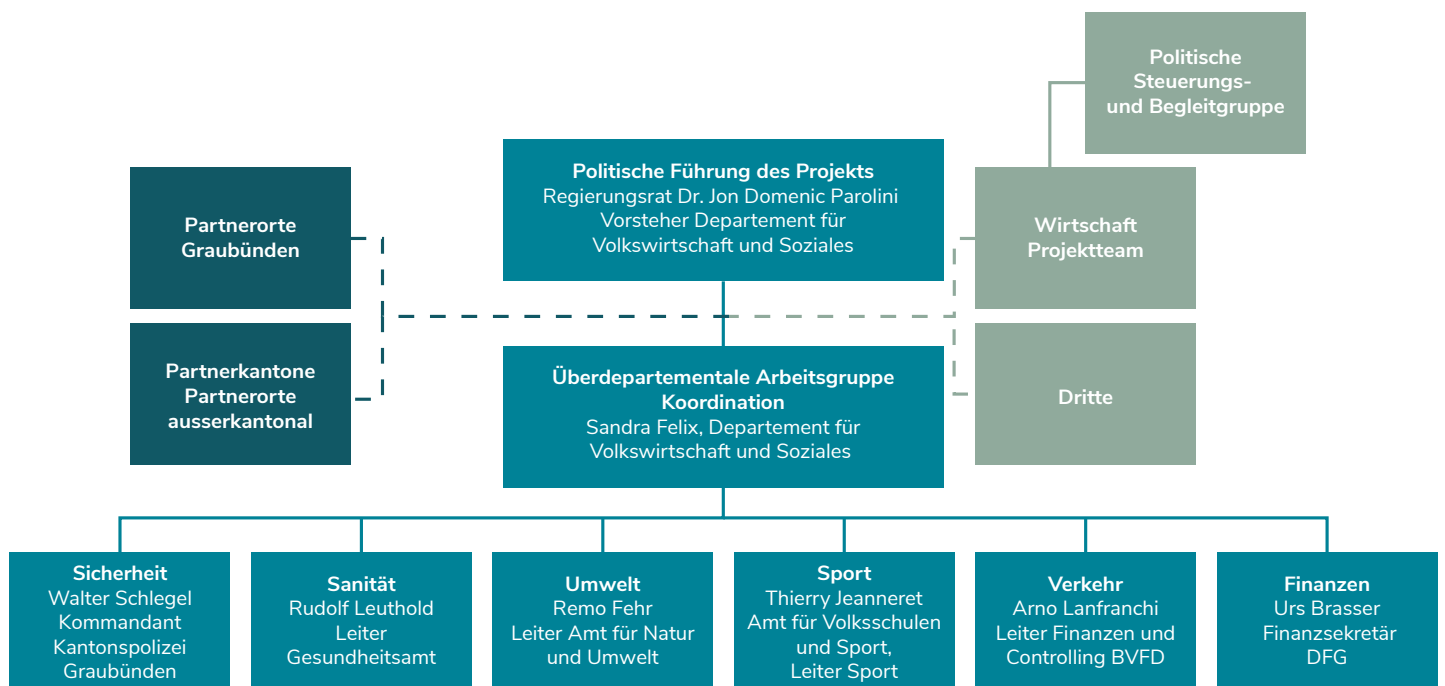 Politische
Steuerungs-
und Begleitgruppe
Politische Führung des Projekts
Regierungsrat Dr. Jon Domenic Parolini
Vorsteher Departement für
Volkswirtschaft und Soziales
Partnerorte
Graubünden
Wirtschaft
Projektteam
Partnerkantone
Partnerorte
ausserkantonal
Überdepartementale Arbeitsgruppe
Koordination
Sandra Felix, Departement für
Volkswirtschaft und Soziales
Dritte
Sicherheit
Walter Schlegel
Kommandant
Kantonspolizei
Graubünden
Sanität
Rudolf Leuthold
Leiter
Gesundheitsamt
Umwelt
Remo Fehr
Leiter Amt für Natur
und Umwelt
Sport
Thierry Jeanneret
Amt für Volksschulen
und Sport,
Leiter Sport
Verkehr
Arno Lanfranchi
Leiter Finanzen und
Controlling BVFD
Finanzen
Urs Brasser
Finanzsekretär
DFG